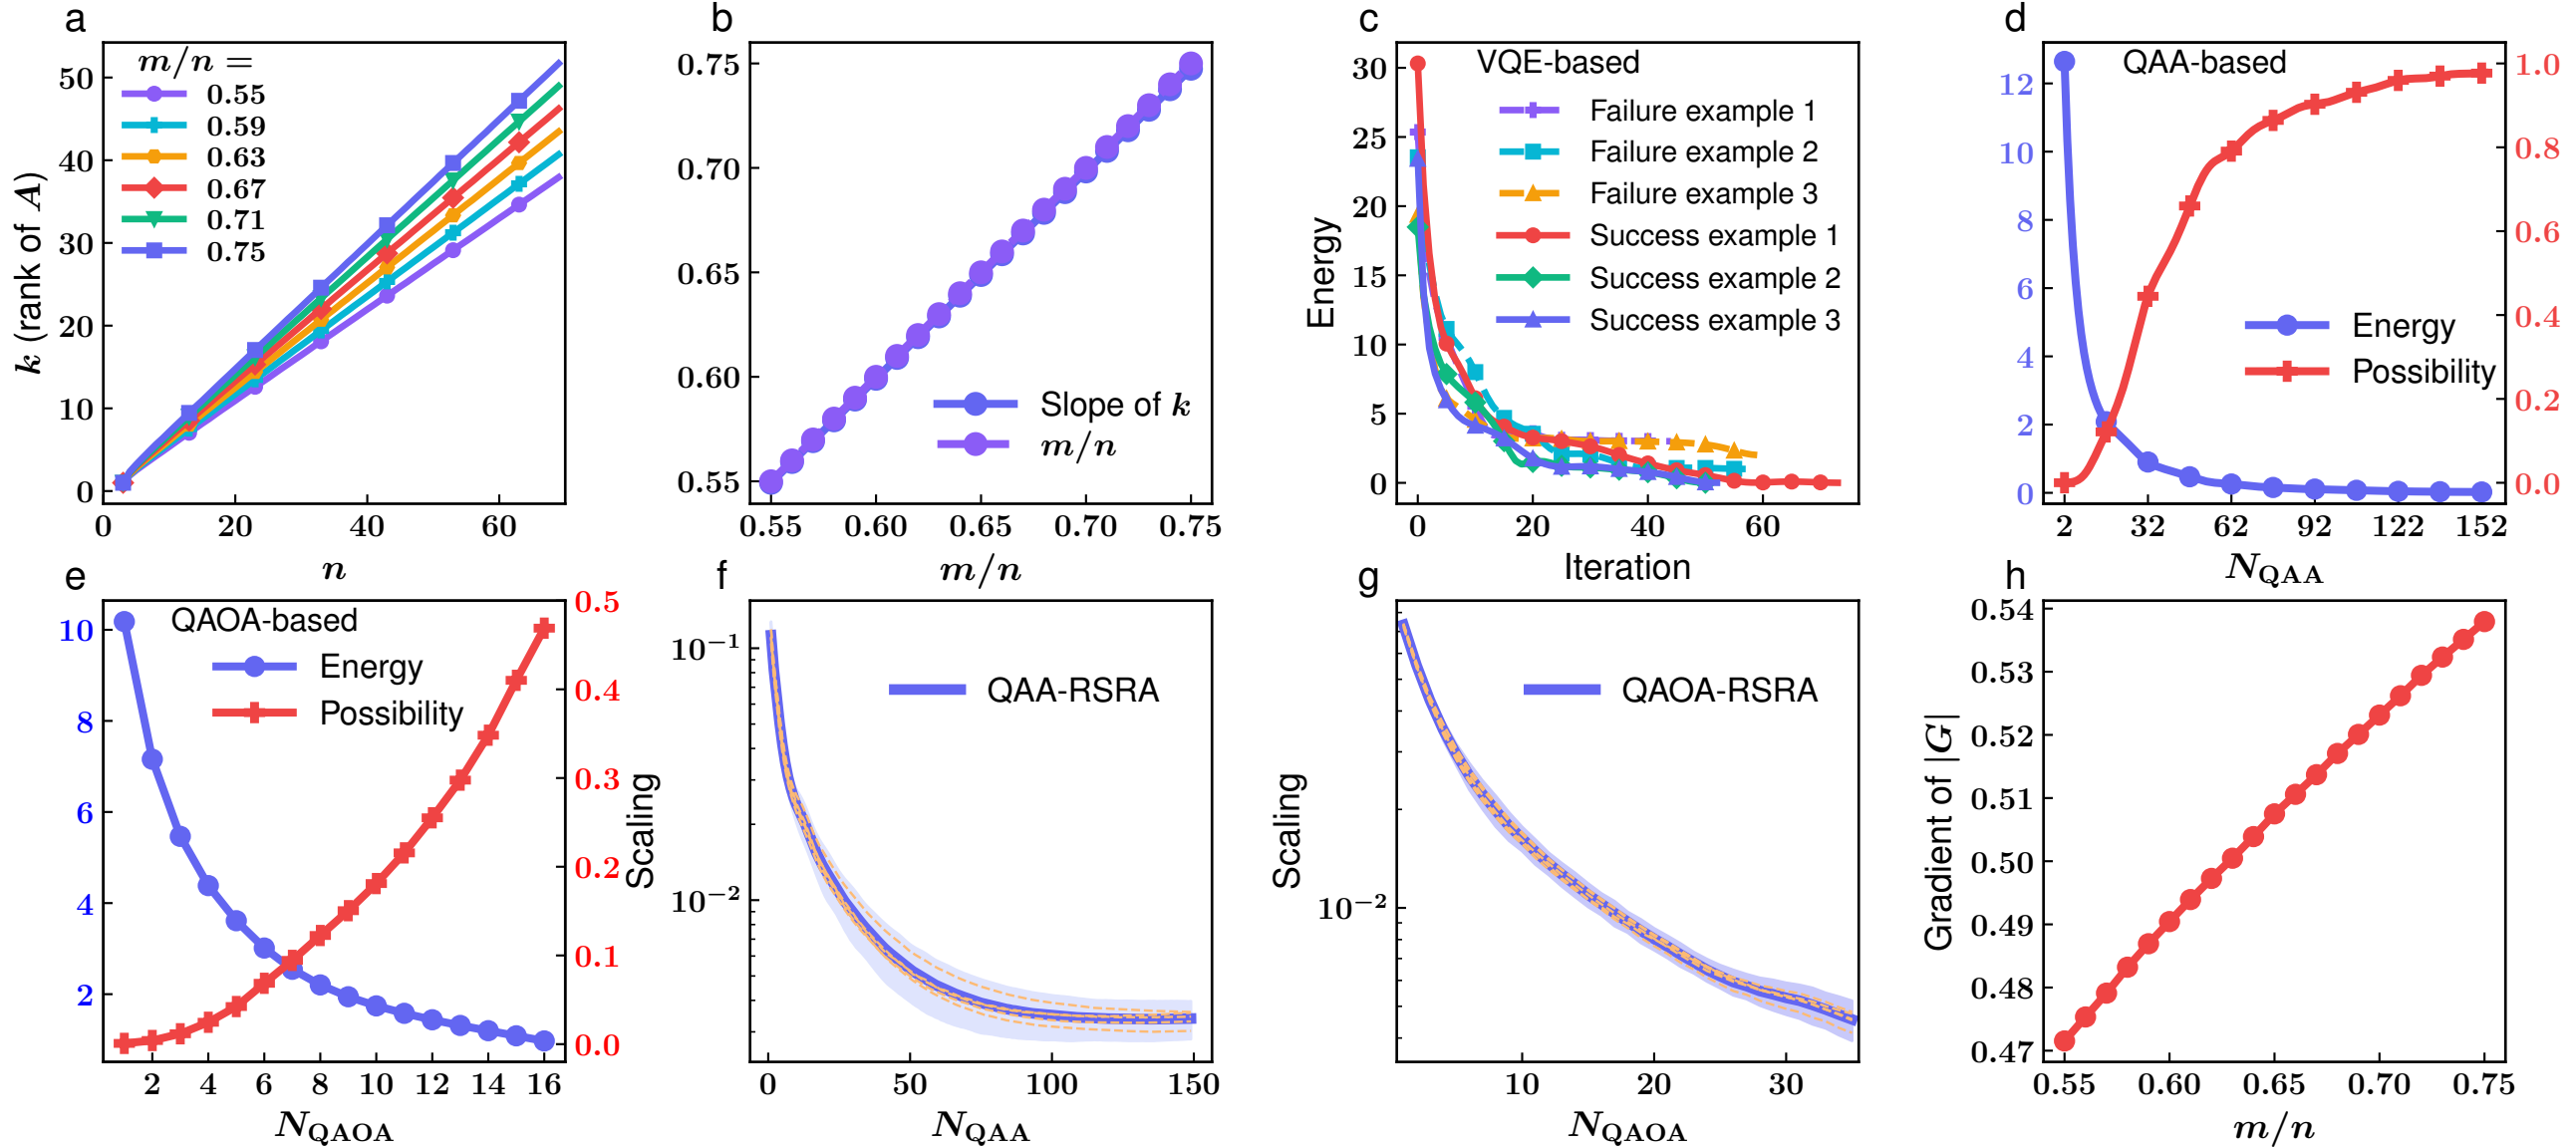 a
m/n =
0.55
0.59
0.63
0.67
0.71
0.75
k (rank of A)
50
40
30
20
10
0
0 20 40 60
n
b
0.75
0.70
0.65
0.60
0.55
Slope of k
m/n
0.55 0.60 0.65 0.70 0.75
m/n
c
VQE-based
Failure example 1
Failure example 2
Failure example 3
Success example 1
Success example 2
Success example 3
Energy
30
25
20
15
10
5
0
0 20 40 60
Iteration
d
QAA-based
12
10
8
6
4
2
0
1.0
0.8
0.6
0.4
0.2
0.0
Energy
Possibility
2 32 62 92 122 152
N_QAA
e
QAOA-based
Energy
Possibility
10
8
6
4
2
0.5
0.4
0.3
0.2
0.1
0.0
2 4 6 8 10 12 14 16
N_QAOA
f
QAA-RSRA
Scaling
10⁻¹
10⁻²
0 50 100 150
N_QAA
g
QAOA-RSRA
Scaling
10⁻²
10 20 30
N_QAOA
h
Gradient of |G|
0.54
0.53
0.52
0.51
0.50
0.49
0.48
0.47
0.55 0.60 0.65 0.70 0.75
m/n